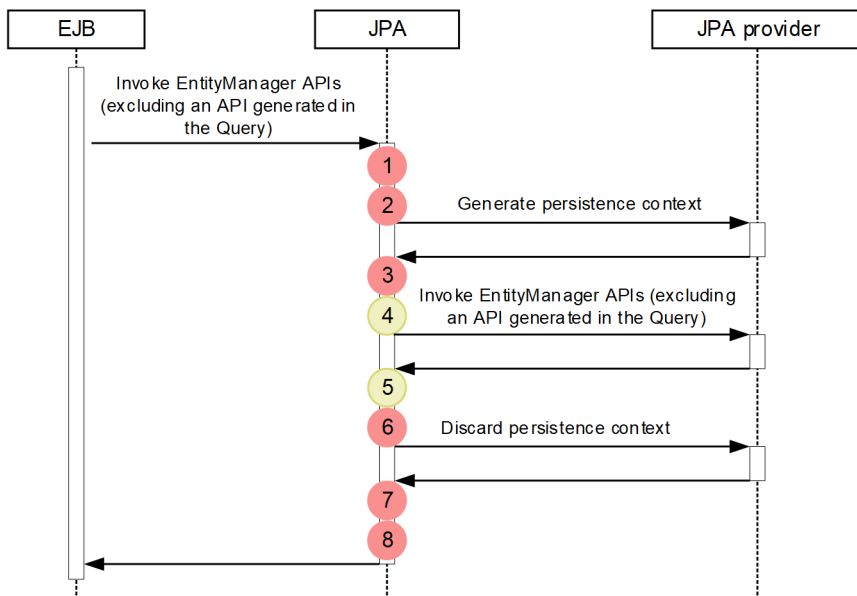 EJB
JPA
JPA provider
Invoke EntityManager APIs
(excluding an API generated in
the Query)
1
2
Generate persistence context
3
Invoke EntityManager APIs (excluding
an API generated in the Query)
4
5
6
Discard persistence context
7
8